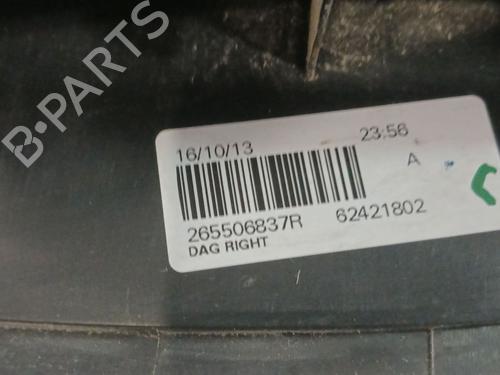 B-PARTS
16/10/13 23:56
A
265506837R 62421802
DAG RIGHT